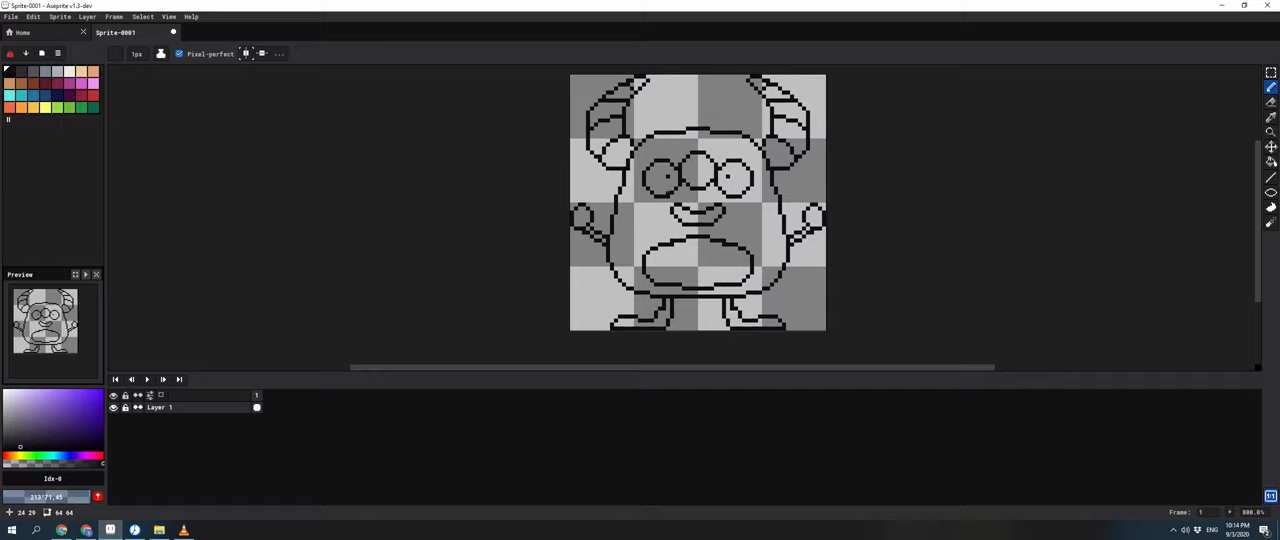 Sprite-0001 - Aseprite v1.3-dev
File Edit Sprite Layer Frame Select View Help
Home Sprite-0001
1px Pixel-perfect ...
Preview
1
Layer 1
Idx-0
24 29 64 64
Frame: 1 800.0%
1:1
ENG
10:14 PM
9/3/2020